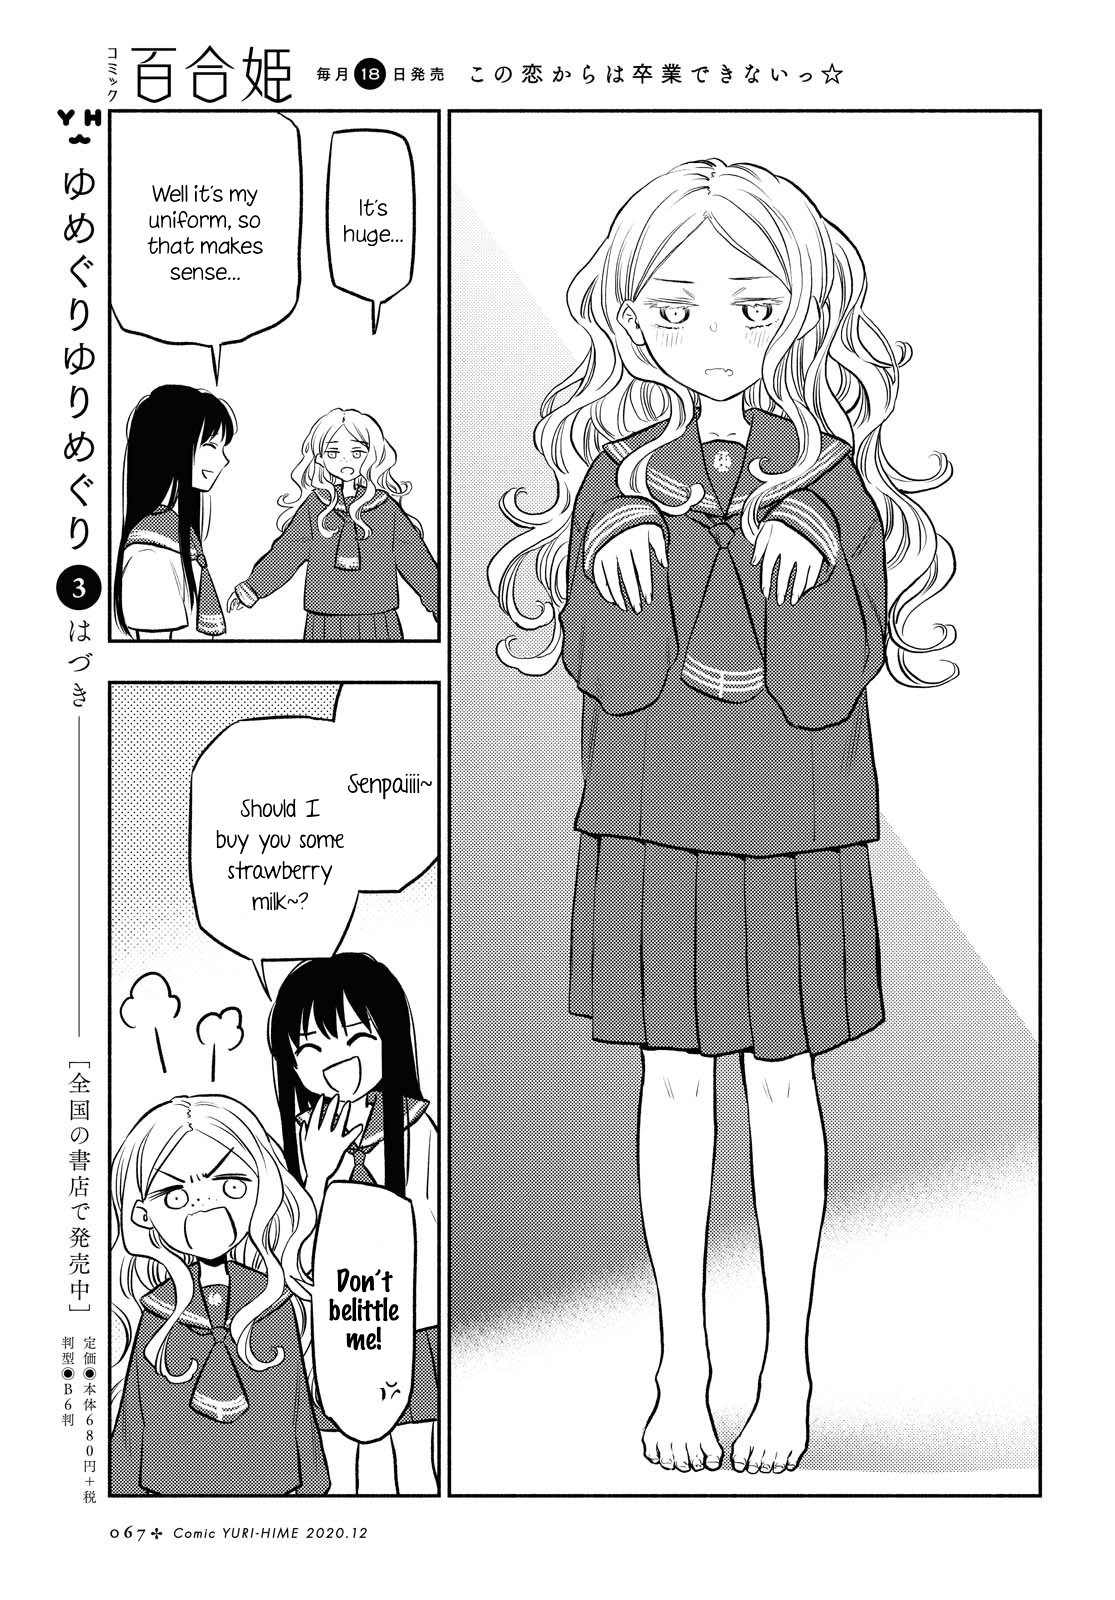 コミック
百合姫
毎月18日発売
この恋からは卒業できないっ☆
YH
It's
huge...
Well it's my
uniform, so
that makes
sense...
Senpaiiii~
Should I
buy you some
strawberry
milk~?
Don't
belittle
me!
ゆめぐりゆりめぐり 3 はづき
[全国の書店で発売中]
定価◉本体680円+税
判型◉B6判
067 Comic YURI-HIME 2020.12